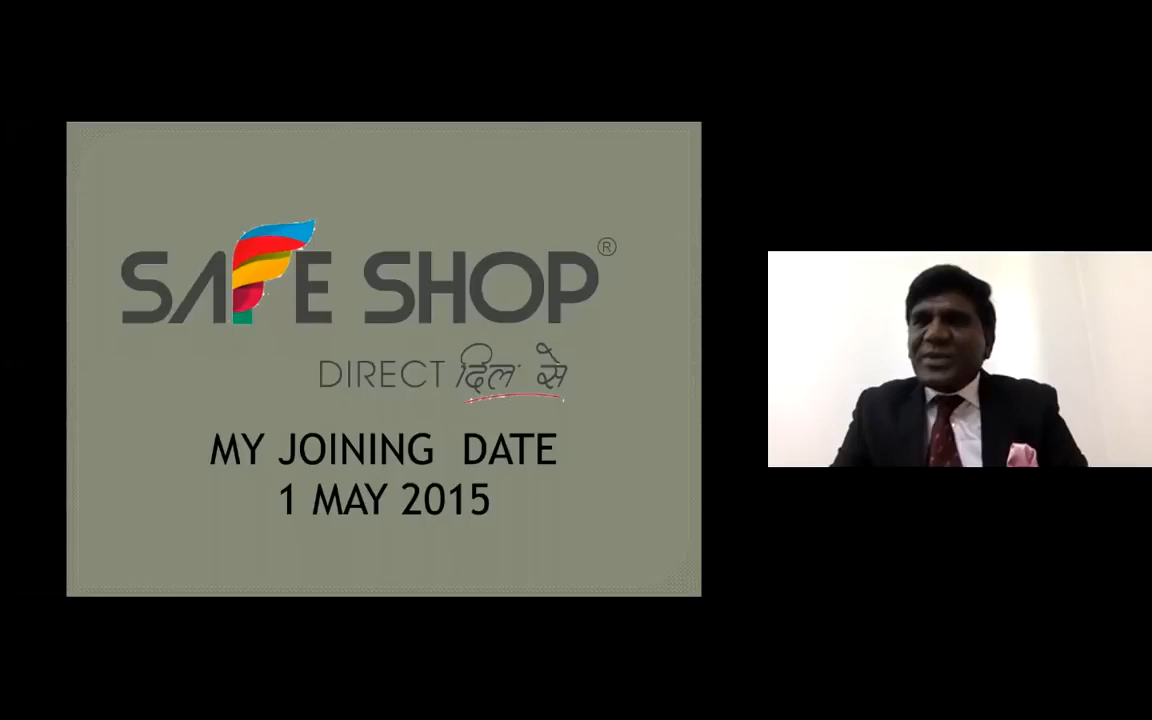 SAFE SHOP®
DIRECT दिल से
MY JOINING DATE
1 MAY 2015